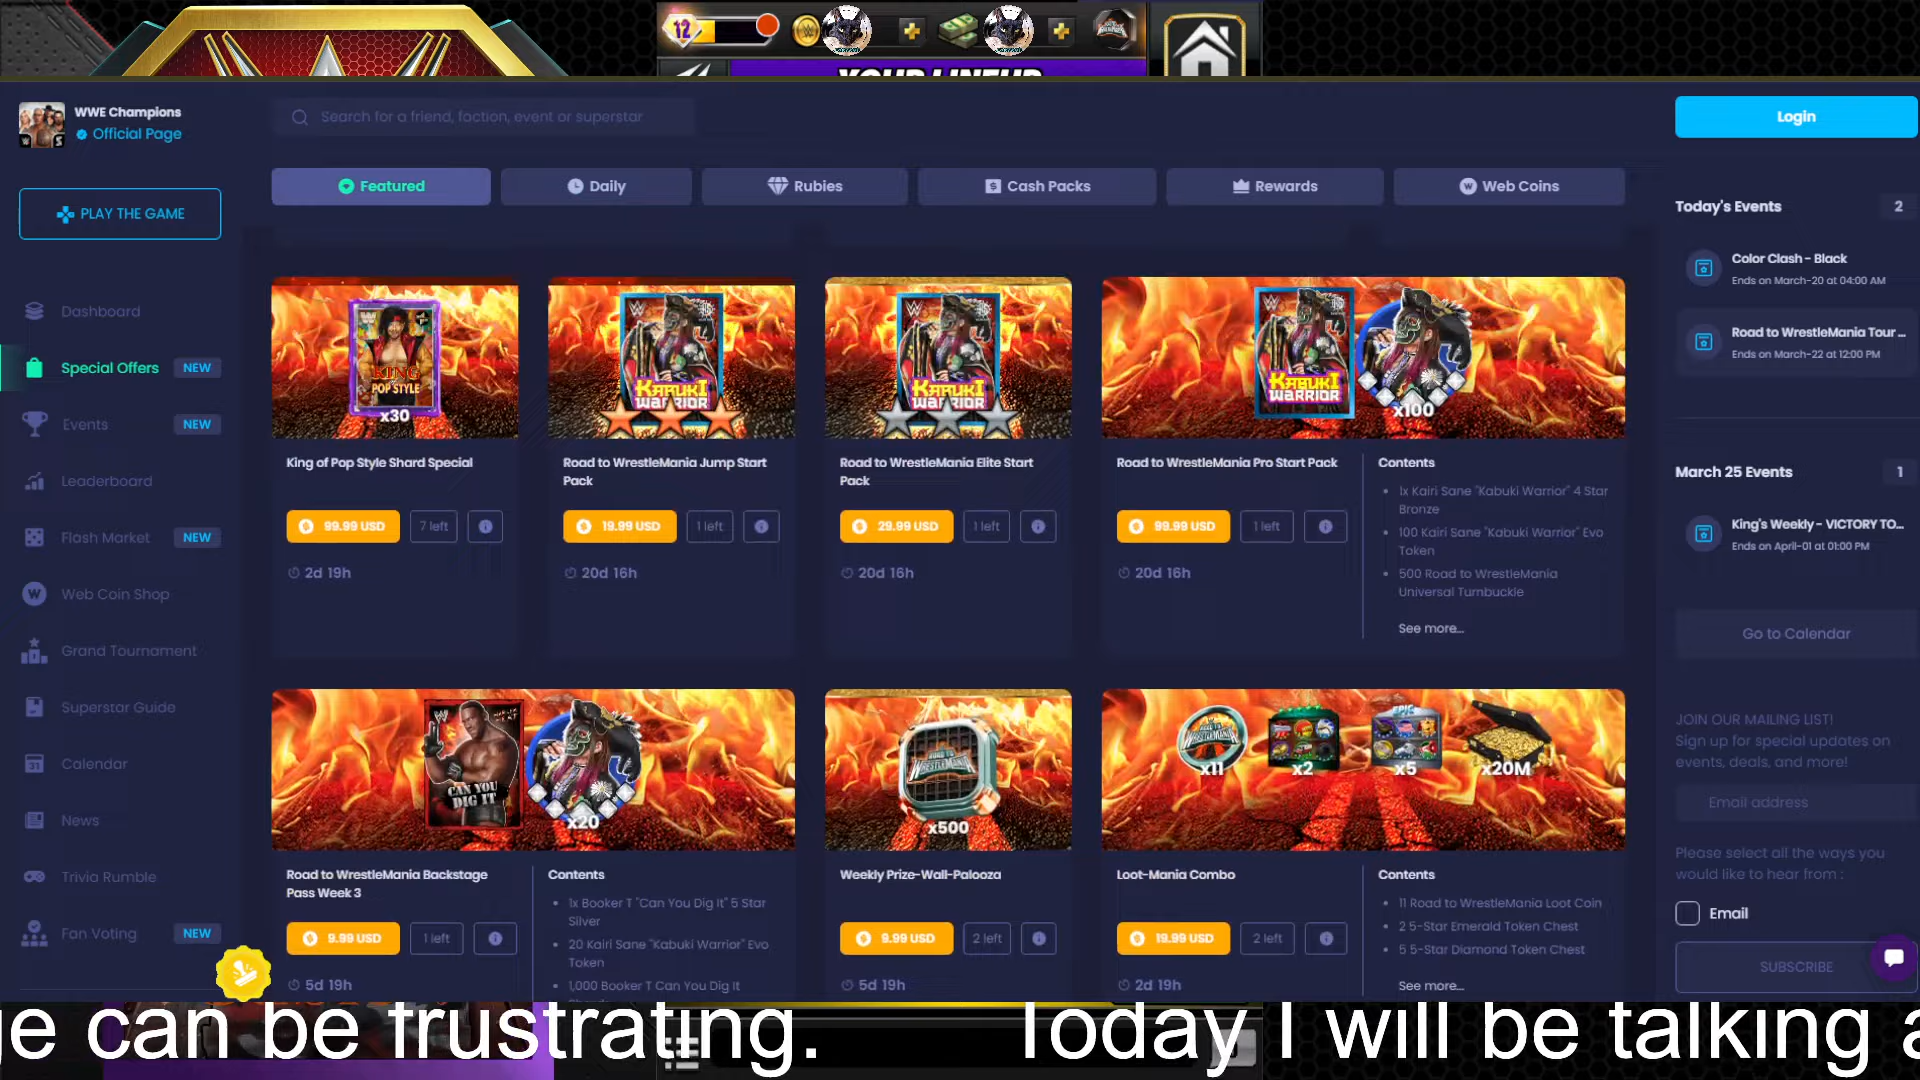 12
YOUR LINEUP
WWE Champions
Official Page
Search for a friend, faction, event or superstar
Login
PLAY THE GAME
Featured
Daily
Rubies
Cash Packs
Rewards
Web Coins
Dashboard
Special Offers NEW
Events NEW
Leaderboard
Flash Market NEW
Web Coin Shop
Grand Tournament
Superstar Guide
Calendar
News
Trivia Rumble
Fan Voting NEW
KING
POP STYLE
x30
King of Pop Style Shard Special
99.99 USD
7 left
2d 19h
KABUKI
WARRIOR
Road to WrestleMania Jump Start
Pack
19.99 USD
1 left
20d 16h
KABUKI
WARRIOR
Road to WrestleMania Elite Start
Pack
29.99 USD
1 left
20d 16h
KABUKI
WARRIOR
x100
Road to WrestleMania Pro Start Pack
99.99 USD
1 left
20d 16h
Contents
1x Kairi Sane "Kabuki Warrior" 4 Star
Bronze
100 Kairi Sane "Kabuki Warrior" Evo
Token
500 Road to WrestleMania
Universal Turnbuckle
See more...
CAN YOU
DIG IT
x20
Road to WrestleMania Backstage
Pass Week 3
9.99 USD
1 left
5d 19h
Contents
1x Booker T "Can You Dig It" 5 Star
Silver
20 Kairi Sane "Kabuki Warrior" Evo
Token
1,000 Booker T Can You Dig It
ROAD TO
WRESTLEMANIA
x500
Weekly Prize-Wall-Palooza
9.99 USD
2 left
5d 19h
ROAD TO
WRESTLEMANIA
x11
x2
EPIC
x5
x20M
Loot-Mania Combo
19.99 USD
2 left
2d 19h
Contents
11 Road to WrestleMania Loot Coin
2 5-Star Emerald Token Chest
5 5-Star Diamond Token Chest
See more...
Today's Events 2
Color Clash - Black
Ends on March-20 at 04:00 AM
Road to WrestleMania Tour ...
Ends on March-22 at 12:00 PM
March 25 Events 1
King's Weekly - VICTORY TO...
Ends on April-01 at 01:00 PM
Go to Calendar
JOIN OUR MAILING LIST!
Sign up for special updates on
events, deals, and more!
Email address
Please select all the ways you
would like to hear from :
Email
SUBSCRIBE
ge can be frustrating. Today I will be talking a